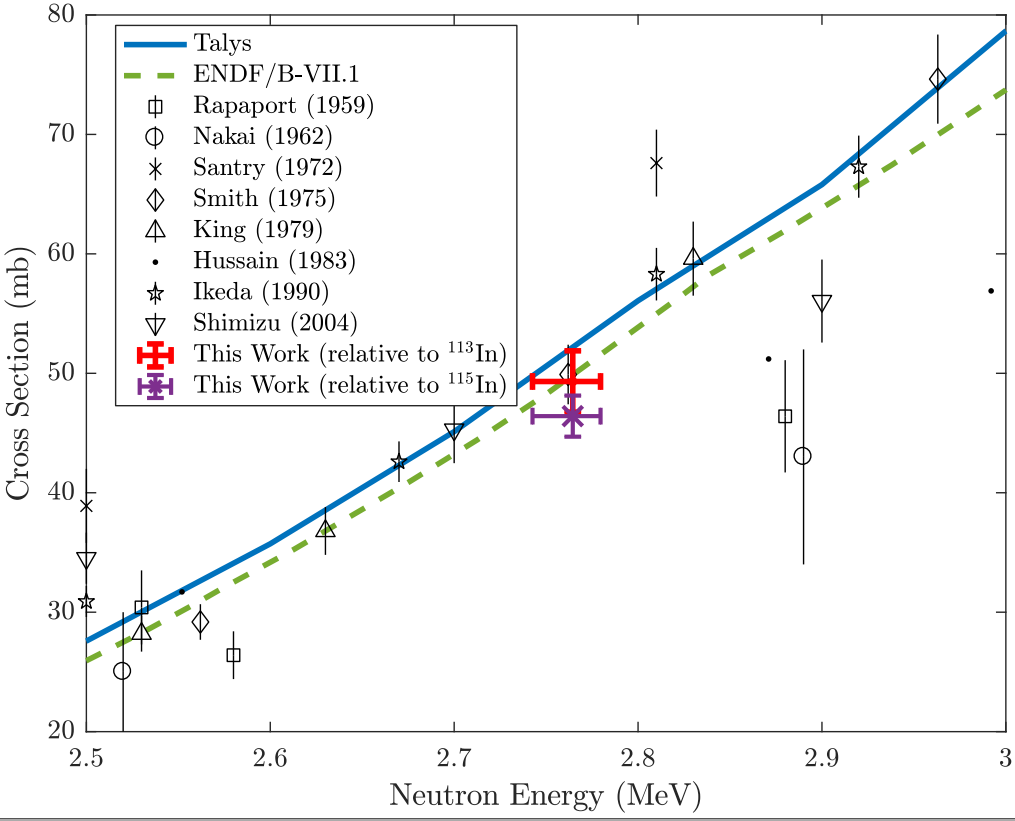 80
70
60
50
40
30
20
Cross Section (mb)
Talys
ENDF/B-VII.1
Rapaport (1959)
Nakai (1962)
Santry (1972)
Smith (1975)
King (1979)
Hussain (1983)
Ikeda (1990)
Shimizu (2004)
This Work (relative to ¹¹³In)
This Work (relative to ¹¹⁵In)
2.5 2.6 2.7 2.8 2.9 3
Neutron Energy (MeV)